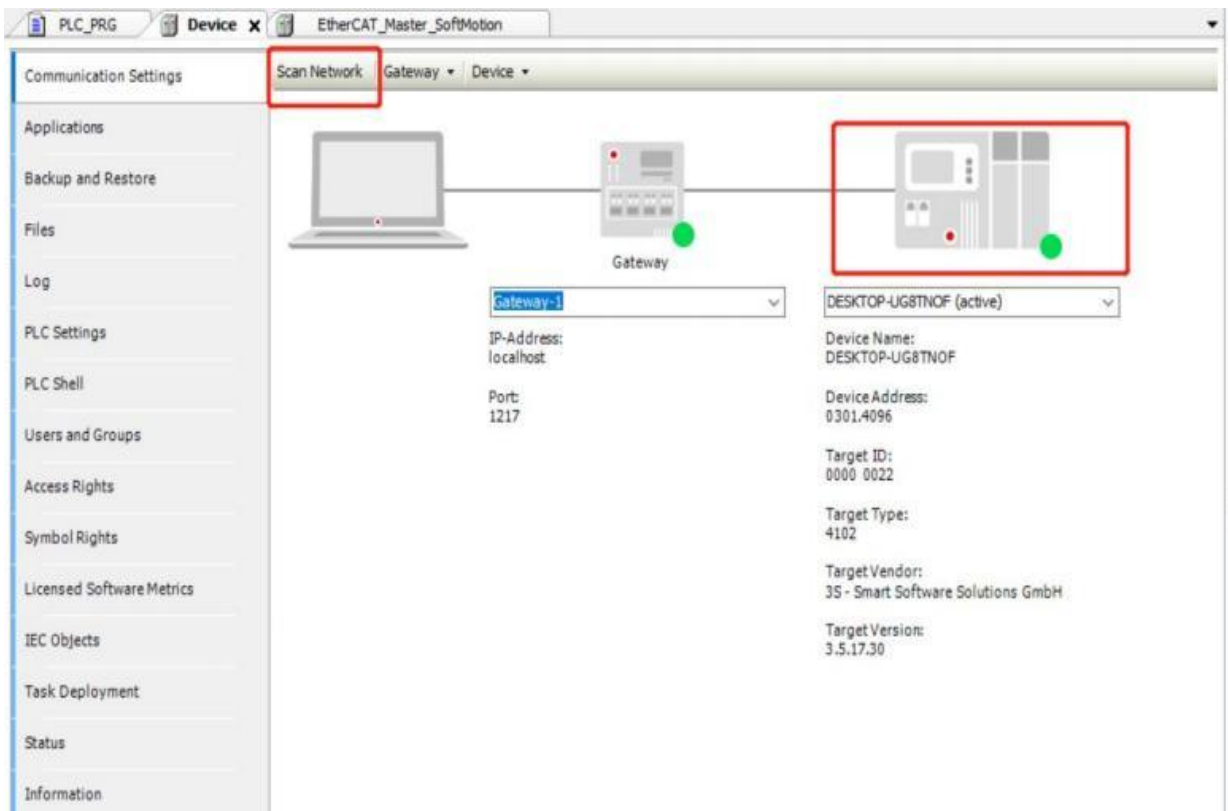 PLC_PRG
Device
EtherCAT_Master_SoftMotion
Communication Settings
Scan Network
Gateway
Device
Applications
Backup and Restore
Files
Log
PLC Settings
PLC Shell
Users and Groups
Access Rights
Symbol Rights
Licensed Software Metrics
IEC Objects
Task Deployment
Status
Information
Gateway
Gateway-1
IP-Address:
localhost
Port:
1217
DESKTOP-UG8TNOF (active)
Device Name:
DESKTOP-UG8TNOF
Device Address:
0301.4096
Target ID:
0000 0022
Target Type:
4102
Target Vendor:
3S - Smart Software Solutions GmbH
Target Version:
3.5.17.30